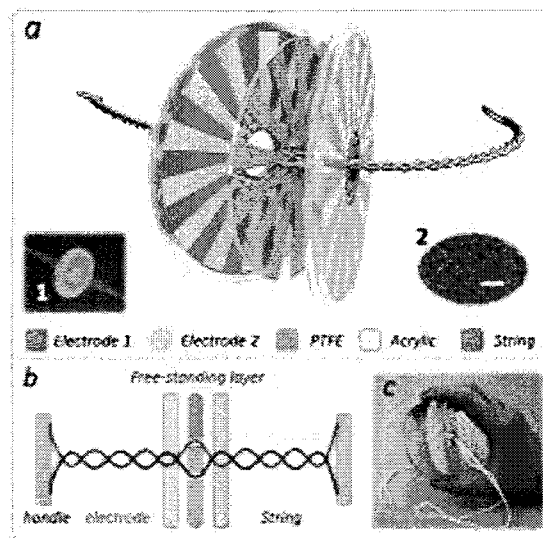 a
1
2
Electrode 1 Electrode 2 PTFE Acrylic String
b
Free-standing layer
c
handle electrode String